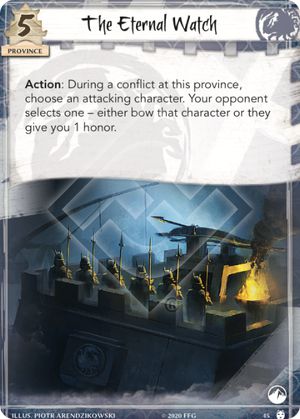 5
The Eternal Watch
PROVINCE
Action: During a conflict at this province,
choose an attacking character. Your opponent
selects one – either bow that character or they
give you 1 honor.
ILLUS. PIOTR ARENDZIKOWSKI
© 2020 FFG
45